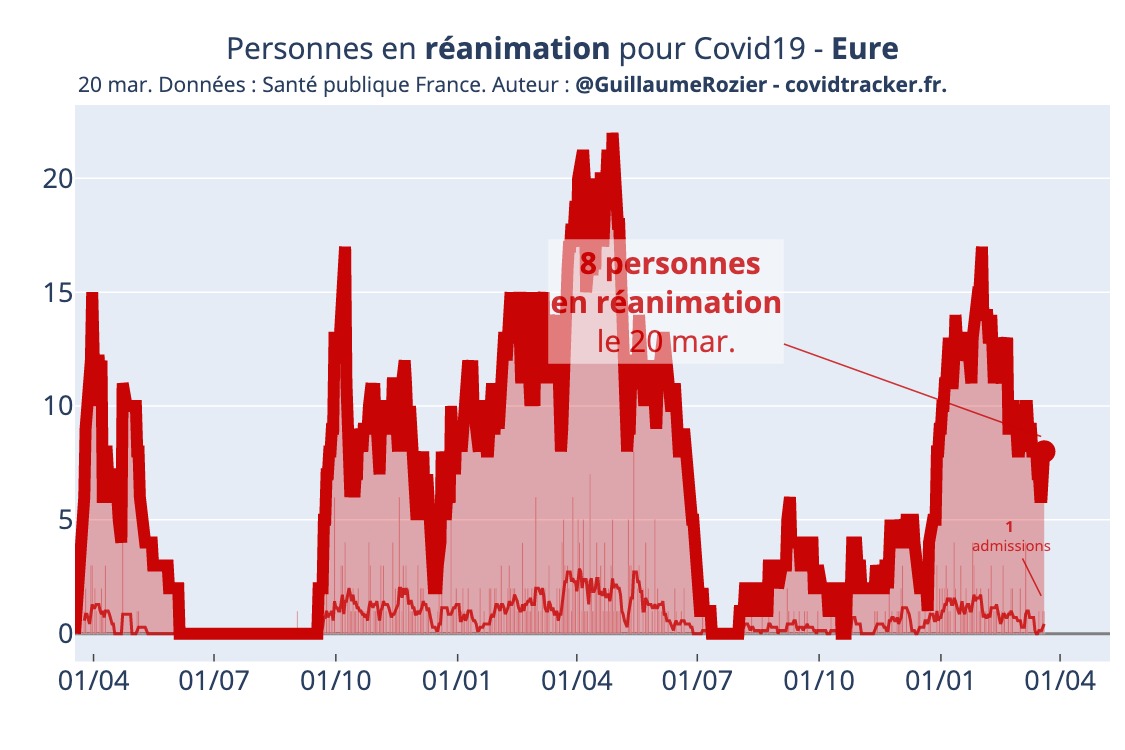 Personnes en réanimation pour Covid19 - Eure
20 mar. Données : Santé publique France. Auteur : @GuillaumeRozier - covidtracker.fr.
20
15
10
5
0
8 personnes
en réanimation
le 20 mar.
1
admissions
01/04 01/07 01/10 01/01 01/04 01/07 01/10 01/01 01/04